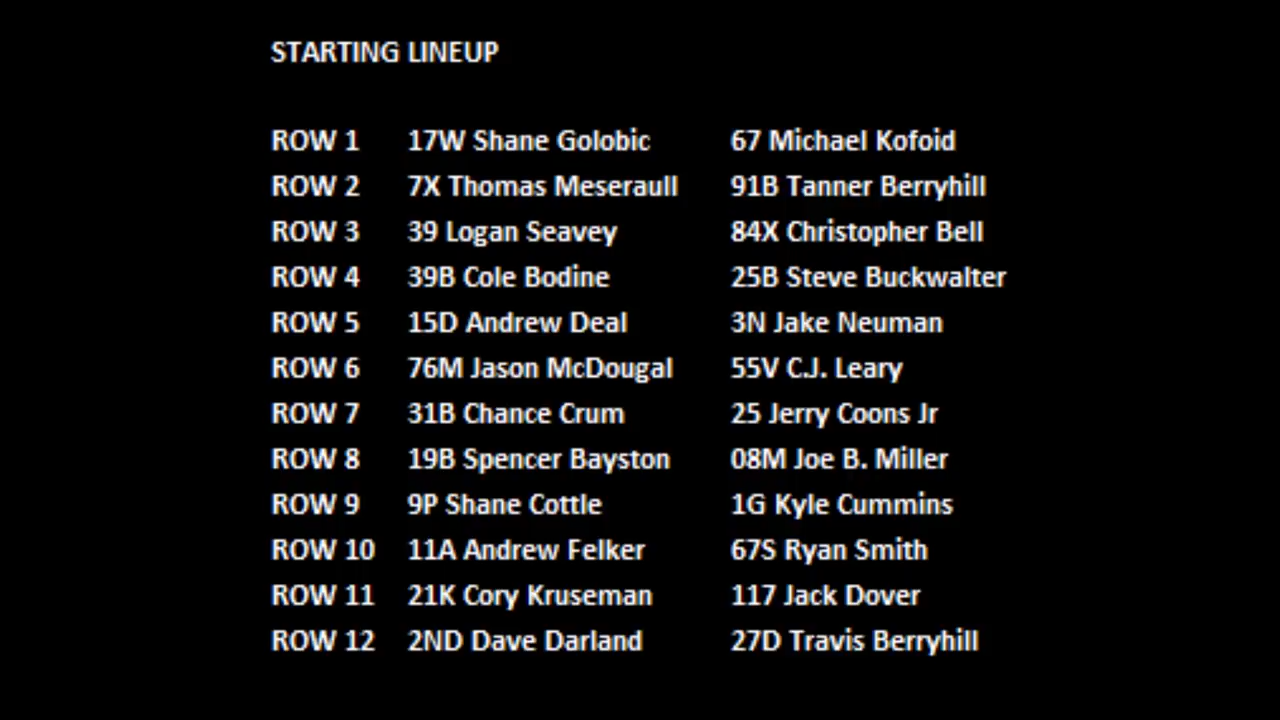 STARTING LINEUP
ROW 1 17W Shane Golobic 67 Michael Kofoid
ROW 2 7X Thomas Meseraull 91B Tanner Berryhill
ROW 3 39 Logan Seavey 84X Christopher Bell
ROW 4 39B Cole Bodine 25B Steve Buckwalter
ROW 5 15D Andrew Deal 3N Jake Neuman
ROW 6 76M Jason McDougal 55V C.J. Leary
ROW 7 31B Chance Crum 25 Jerry Coons Jr
ROW 8 19B Spencer Bayston 08M Joe B. Miller
ROW 9 9P Shane Cottle 1G Kyle Cummins
ROW 10 11A Andrew Felker 67S Ryan Smith
ROW 11 21K Cory Kruseman 117 Jack Dover
ROW 12 2ND Dave Darland 27D Travis Berryhill